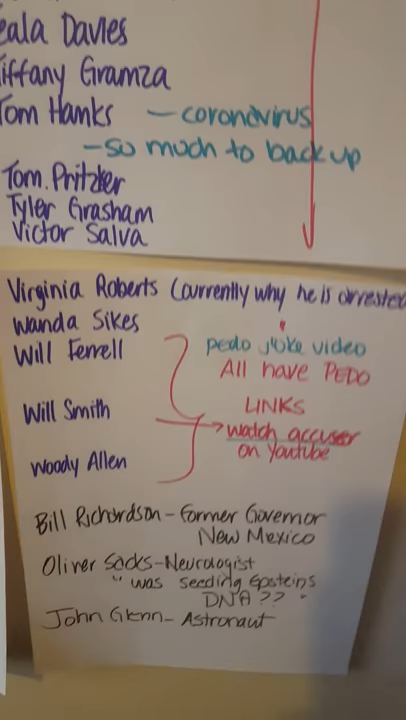 eala Davies
iffany Gramza
Tom Hanks - coronavirus
- so much to back up
Tom Pritzker
Tyler Grasham
Victor Salva
Virginia Roberts (currently why he is arrested
Wanda Sikes
Will Ferrell
pedo joke video
All have PEDO
LINKS
Will Smith
watch accuser
on Youtube
Woody Allen
Bill Richardson - Former Governor
New Mexico
Oliver Sacks - Neurologist
" was seeding Epsteins
DNA ?? "
John Glenn - Astronaut